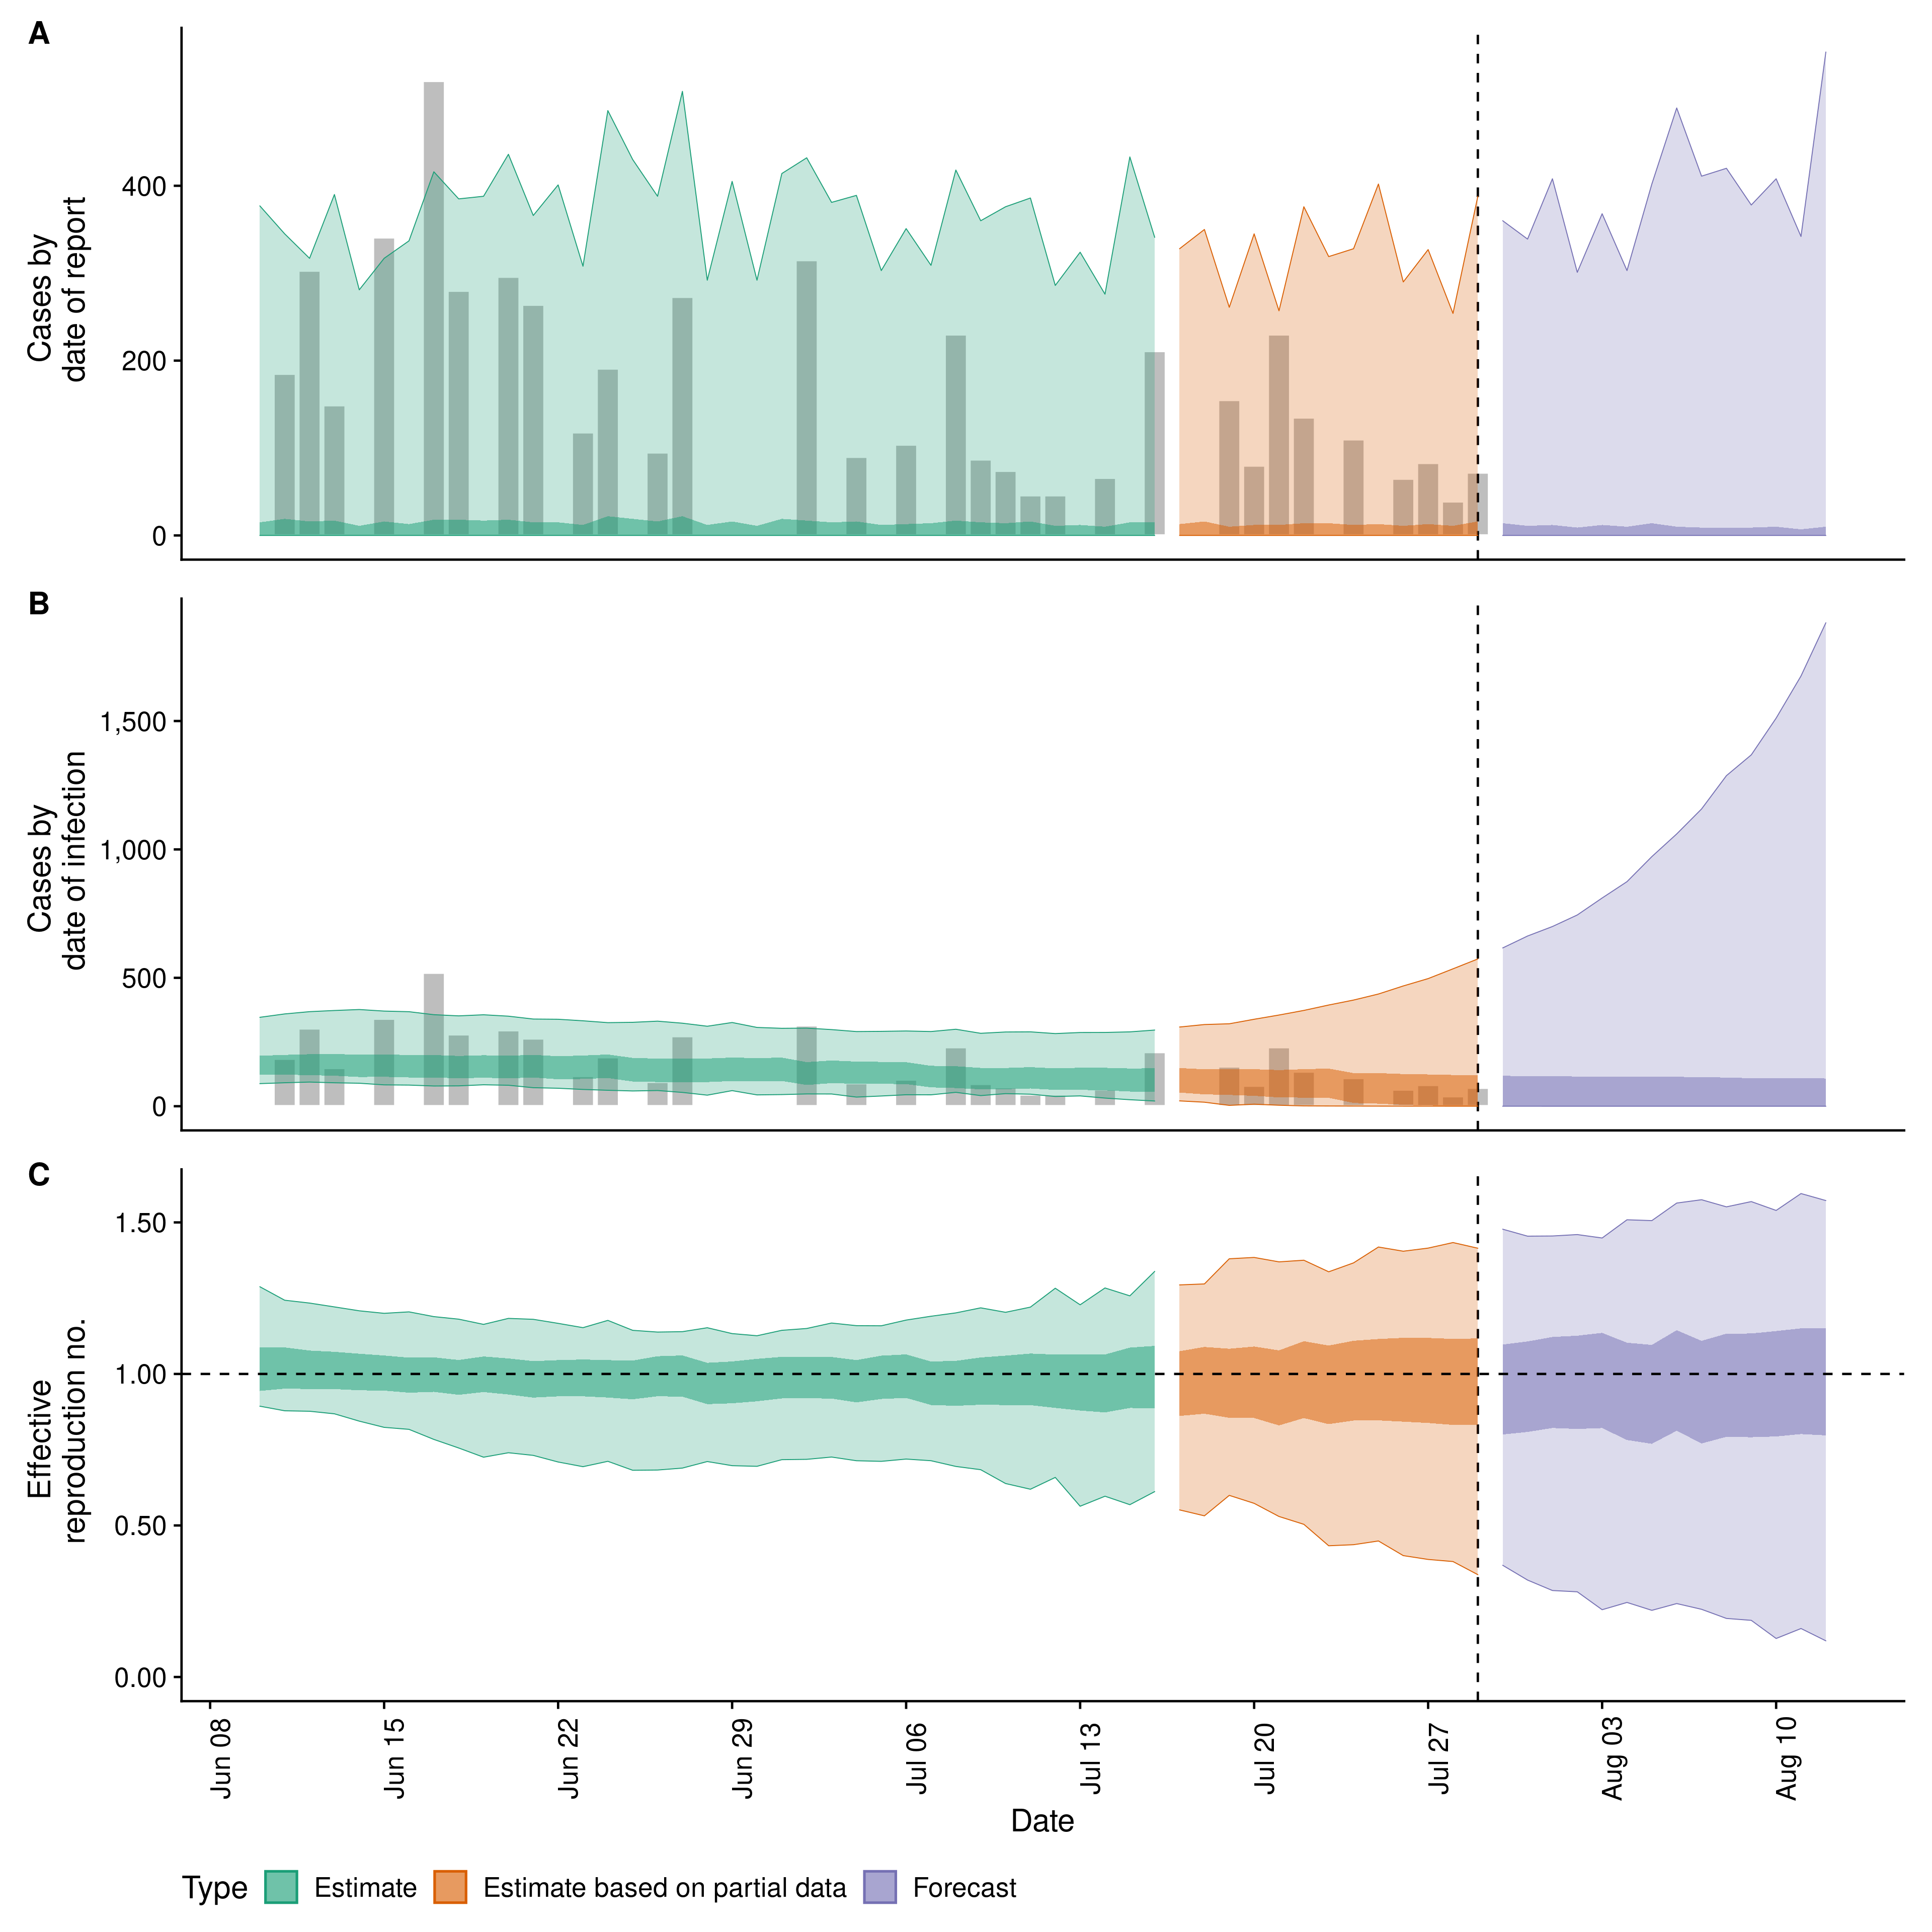 A
Cases by
date of report
400
200
0
B
Cases by
date of infection
1,500
1,000
500
0
C
Effective
reproduction no.
1.50
1.00
0.50
0.00
Jun 08
Jun 15
Jun 22
Jun 29
Jul 06
Jul 13
Jul 20
Jul 27
Aug 03
Aug 10
Date
Type Estimate Estimate based on partial data Forecast